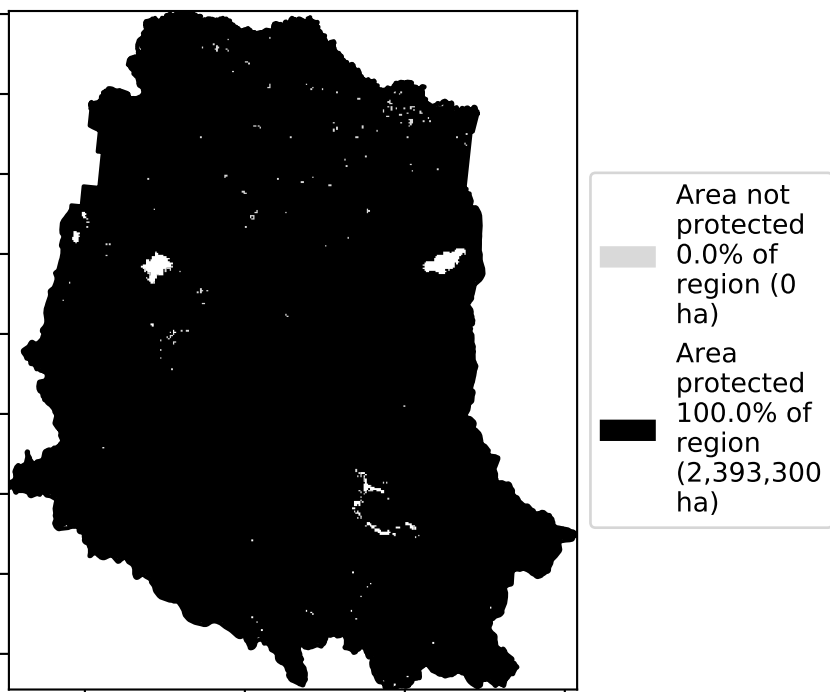 Area not
protected
0.0% of
region (0
ha)
Area
protected
100.0% of
region
(2,393,300
ha)